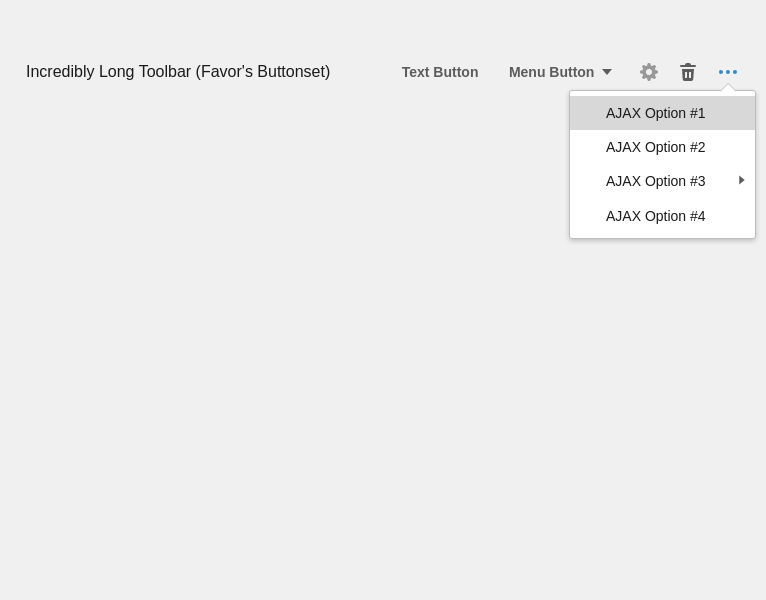 Incredibly Long Toolbar (Favor's Buttonset) Text Button Menu Button
AJAX Option #1
AJAX Option #2
AJAX Option #3
AJAX Option #4